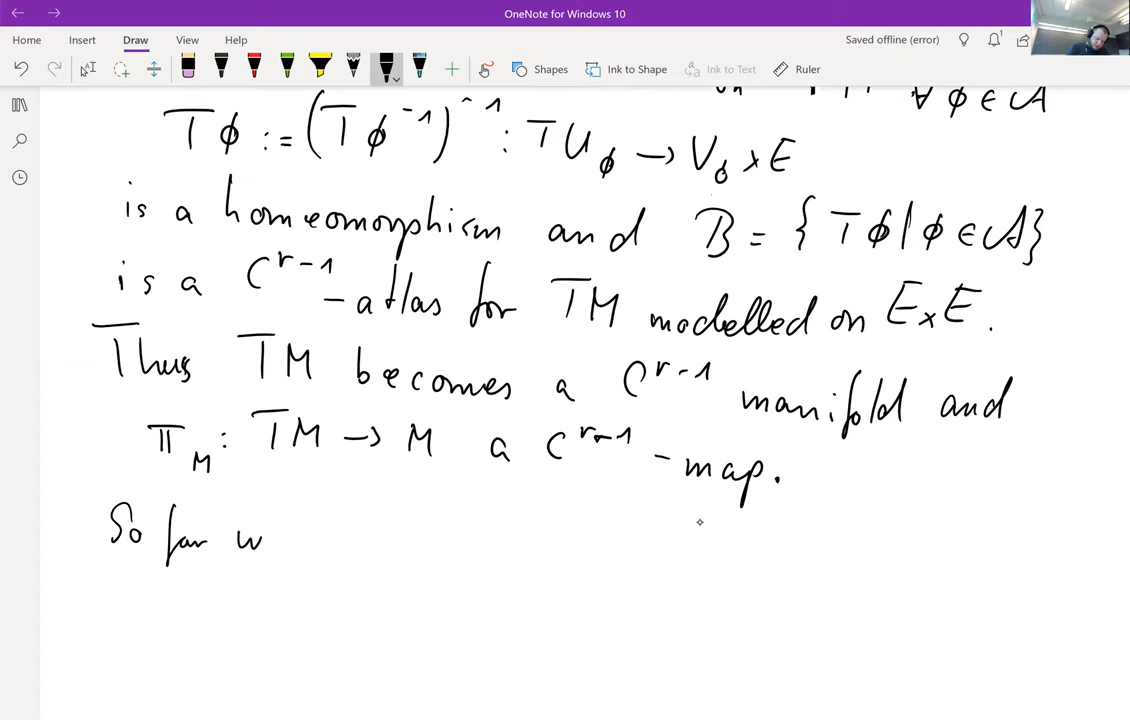 OneNote for Windows 10
Home Insert Draw View Help Saved offline (error) 1
Shapes Ink to Shape Ink to Text Ruler
∀ φ ∈ A
Tφ := (Tφ⁻¹)⁻¹ : TU_φ → V_φ × E
is a homeomorphism and B = { Tφ | φ ∈ A }
is a C^{r-1} - atlas for TM modelled on E×E.
Thus TM becomes a C^{r-1} manifold and
π_M : TM → M a C^{r-1} - map.
So far w